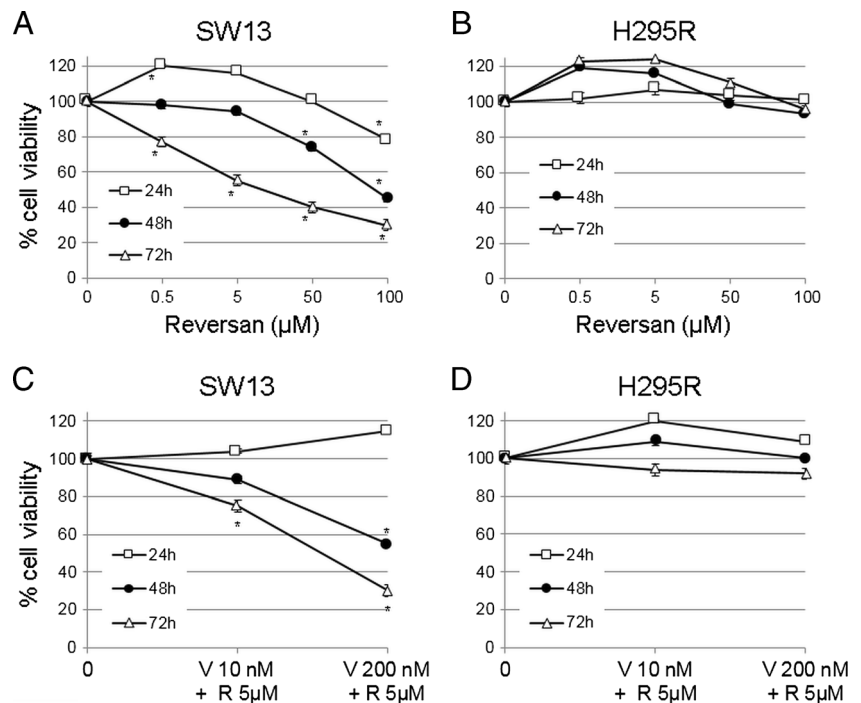 A
SW13
120
100
80
60
40
20
0
% cell viability
24h
48h
72h
*
*
*
*
*
*
*
*
0
0.5
5
50
100
Reversan (µM)
B
H295R
120
100
80
60
40
20
0
24h
48h
72h
0
0.5
5
50
100
Reversan (µM)
C
SW13
120
100
80
60
40
20
0
% cell viability
24h
48h
72h
*
*
*
0
V 10 nM
+ R 5µM
V 200 nM
+ R 5µM
D
H295R
120
100
80
60
40
20
0
24h
48h
72h
0
V 10 nM
+ R 5µM
V 200 nM
+ R 5µM